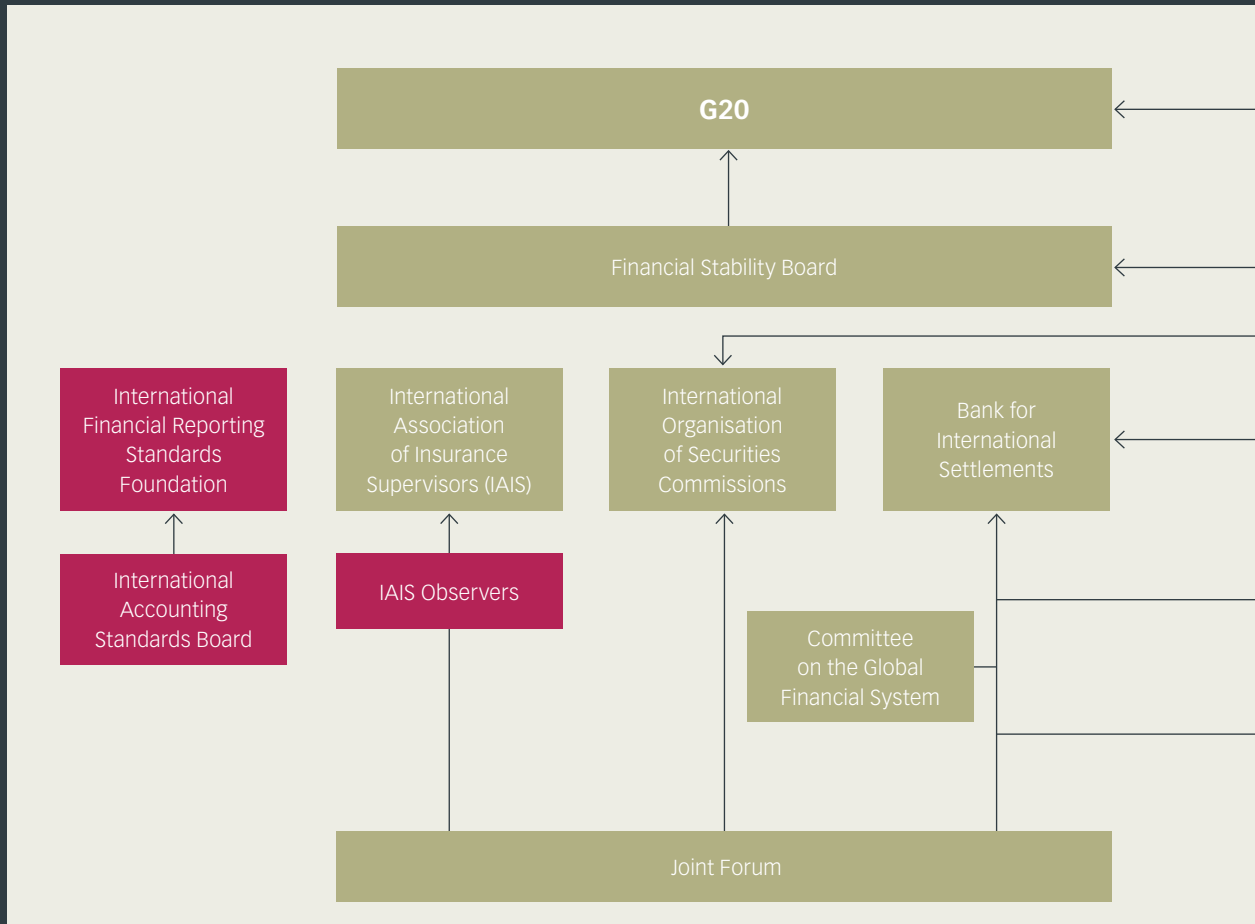 G20
Financial Stability Board
International
Financial Reporting
Standards
Foundation
International
Association
of Insurance
Supervisors (IAIS)
International
Organisation
of Securities
Commissions
Bank for
International
Settlements
International
Accounting
Standards Board
IAIS Observers
Committee
on the Global
Financial System
Joint Forum